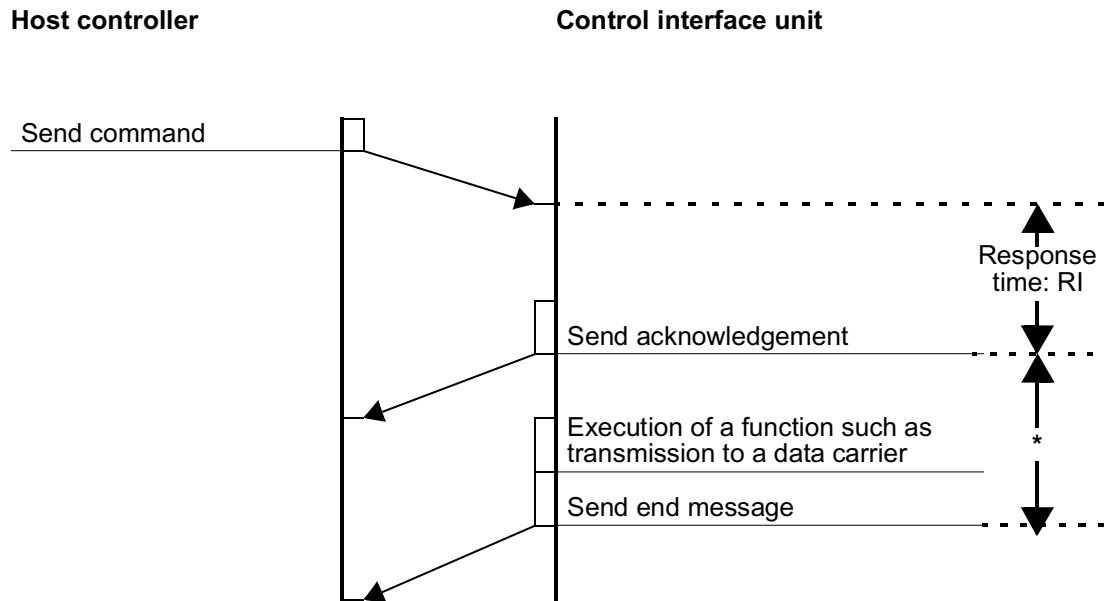 Host controller
Control interface unit
Send command
Response
time: RI
Send acknowledgement
Execution of a function such as
transmission to a data carrier
*
Send end message